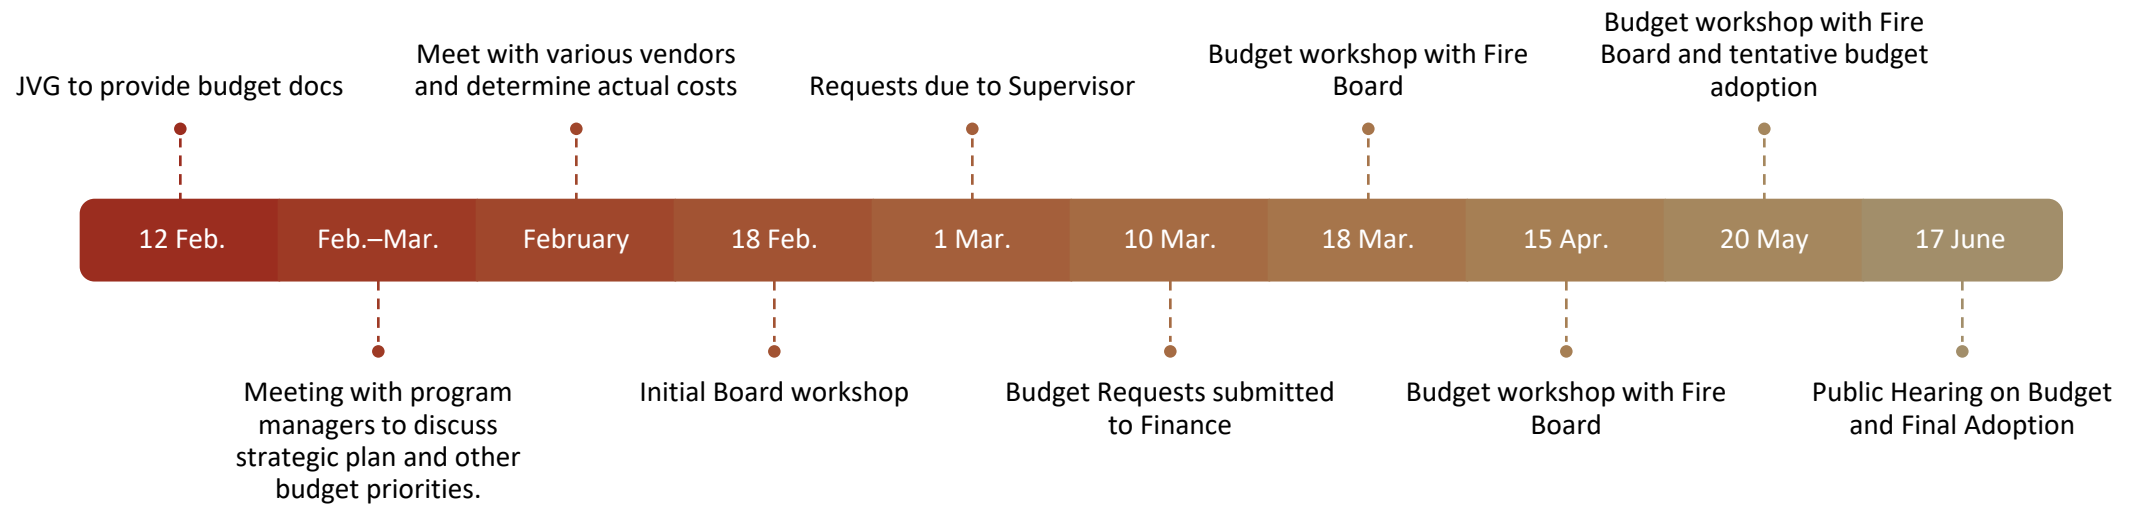 JVG to provide budget docs
Meet with various vendors
and determine actual costs
Requests due to Supervisor
Budget workshop with Fire
Board
Budget workshop with Fire
Board and tentative budget
adoption
12 Feb.
Feb.–Mar.
February
18 Feb.
1 Mar.
10 Mar.
18 Mar.
15 Apr.
20 May
17 June
Meeting with program
managers to discuss
strategic plan and other
budget priorities.
Initial Board workshop
Budget Requests submitted
to Finance
Budget workshop with Fire
Board
Public Hearing on Budget
and Final Adoption